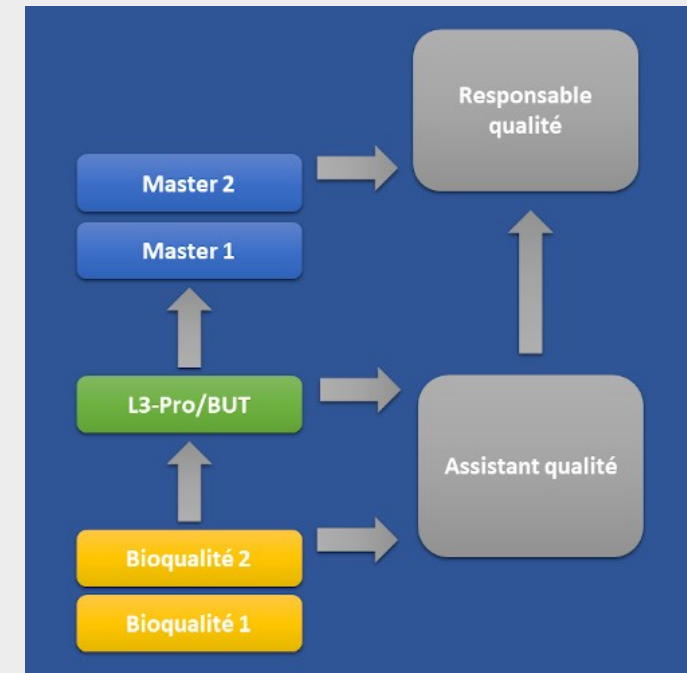 Responsable
qualité
Master 2
Master 1
L3-Pro/BUT
Assistant qualité
Bioqualité 2
Bioqualité 1